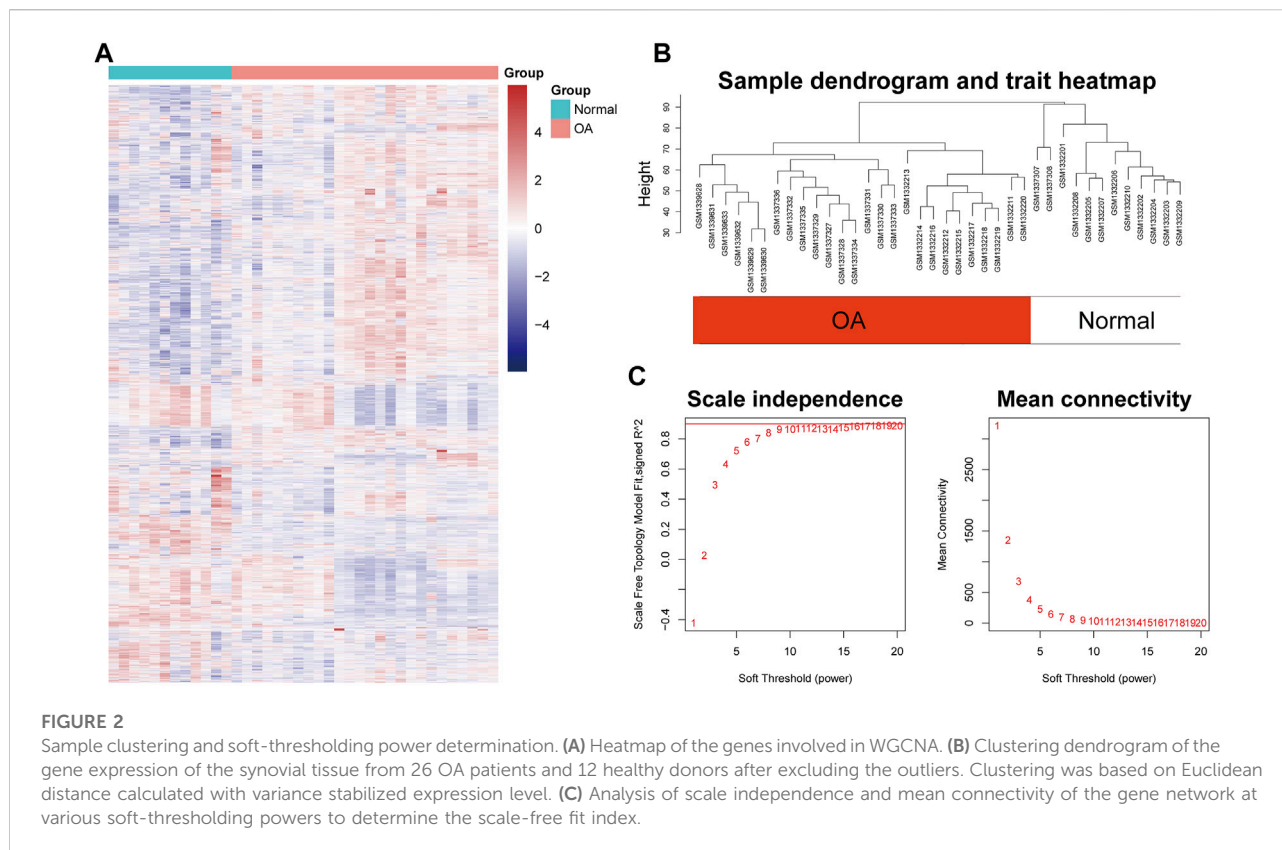 A
Group
Group
Normal
OA
4
2
0
−2
−4
B
Sample dendrogram and trait heatmap
Height
90
80
70
60
50
40
30
GSM1339628
GSM1339631
GSM1339633
GSM1339632
GSM1339629
GSM1339630
GSM1337336
GSM1337332
GSM1337335
GSM1337329
GSM1337327
GSM1337328
GSM1337334
GSM1337331
GSM1337330
GSM1337333
GSM1332213
GSM1332214
GSM1332216
GSM1332212
GSM1332215
GSM1332217
GSM1332218
GSM1332219
GSM1332211
GSM1332220
GSM1337307
GSM1337308
GSM1332201
GSM1332208
GSM1332205
GSM1332207
GSM1332206
GSM1332210
GSM1332202
GSM1332204
GSM1332203
GSM1332209
OA
Normal
C
Scale independence
Scale Free Topology Model Fit,signed R^2
0.8
0.6
0.4
0.2
0.0
−0.4
1
2
3
4
5
6
7
8
9
10 11 12 13 14 15 16 17 18 19 20
5
10
15
20
Soft Threshold (power)
Mean connectivity
Mean Connectivity
2500
1500
500
0
1
2
3
4
5
6
7
8
9
10 11 12 13 14 15 16 17 18 19 20
5
10
15
20
Soft Threshold (power)
FIGURE 2
Sample clustering and soft-thresholding power determination. (A) Heatmap of the genes involved in WGCNA. (B) Clustering dendrogram of the
gene expression of the synovial tissue from 26 OA patients and 12 healthy donors after excluding the outliers. Clustering was based on Euclidean
distance calculated with variance stabilized expression level. (C) Analysis of scale independence and mean connectivity of the gene network at
various soft-thresholding powers to determine the scale-free fit index.